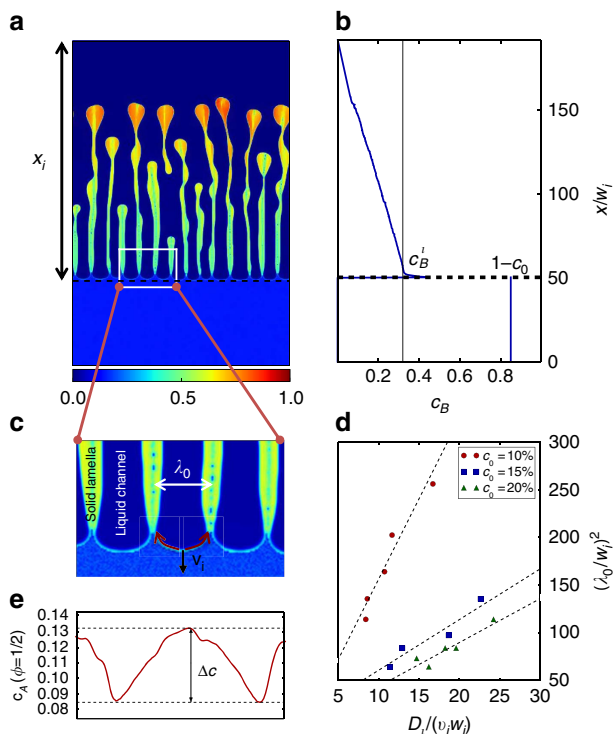 a
x_i
0.0 0.5 1.0
b
150
100
50
0
x/w_i
c_B^ι
1–c_0
0.2 0.4 0.6 0.8
c_B
c
Solid lamella
Liquid channel
λ_0
v_i
d
c_0 = 10%
c_0 = 15%
c_0 = 20%
300
250
200
150
100
50
(λ_0/w_i)^2
5 10 15 20 25 30
D_ι/(υ_i w_i)
e
0.14
0.13
0.12
0.11
0.10
0.09
0.08
c_A (ϕ=1/2)
Δc